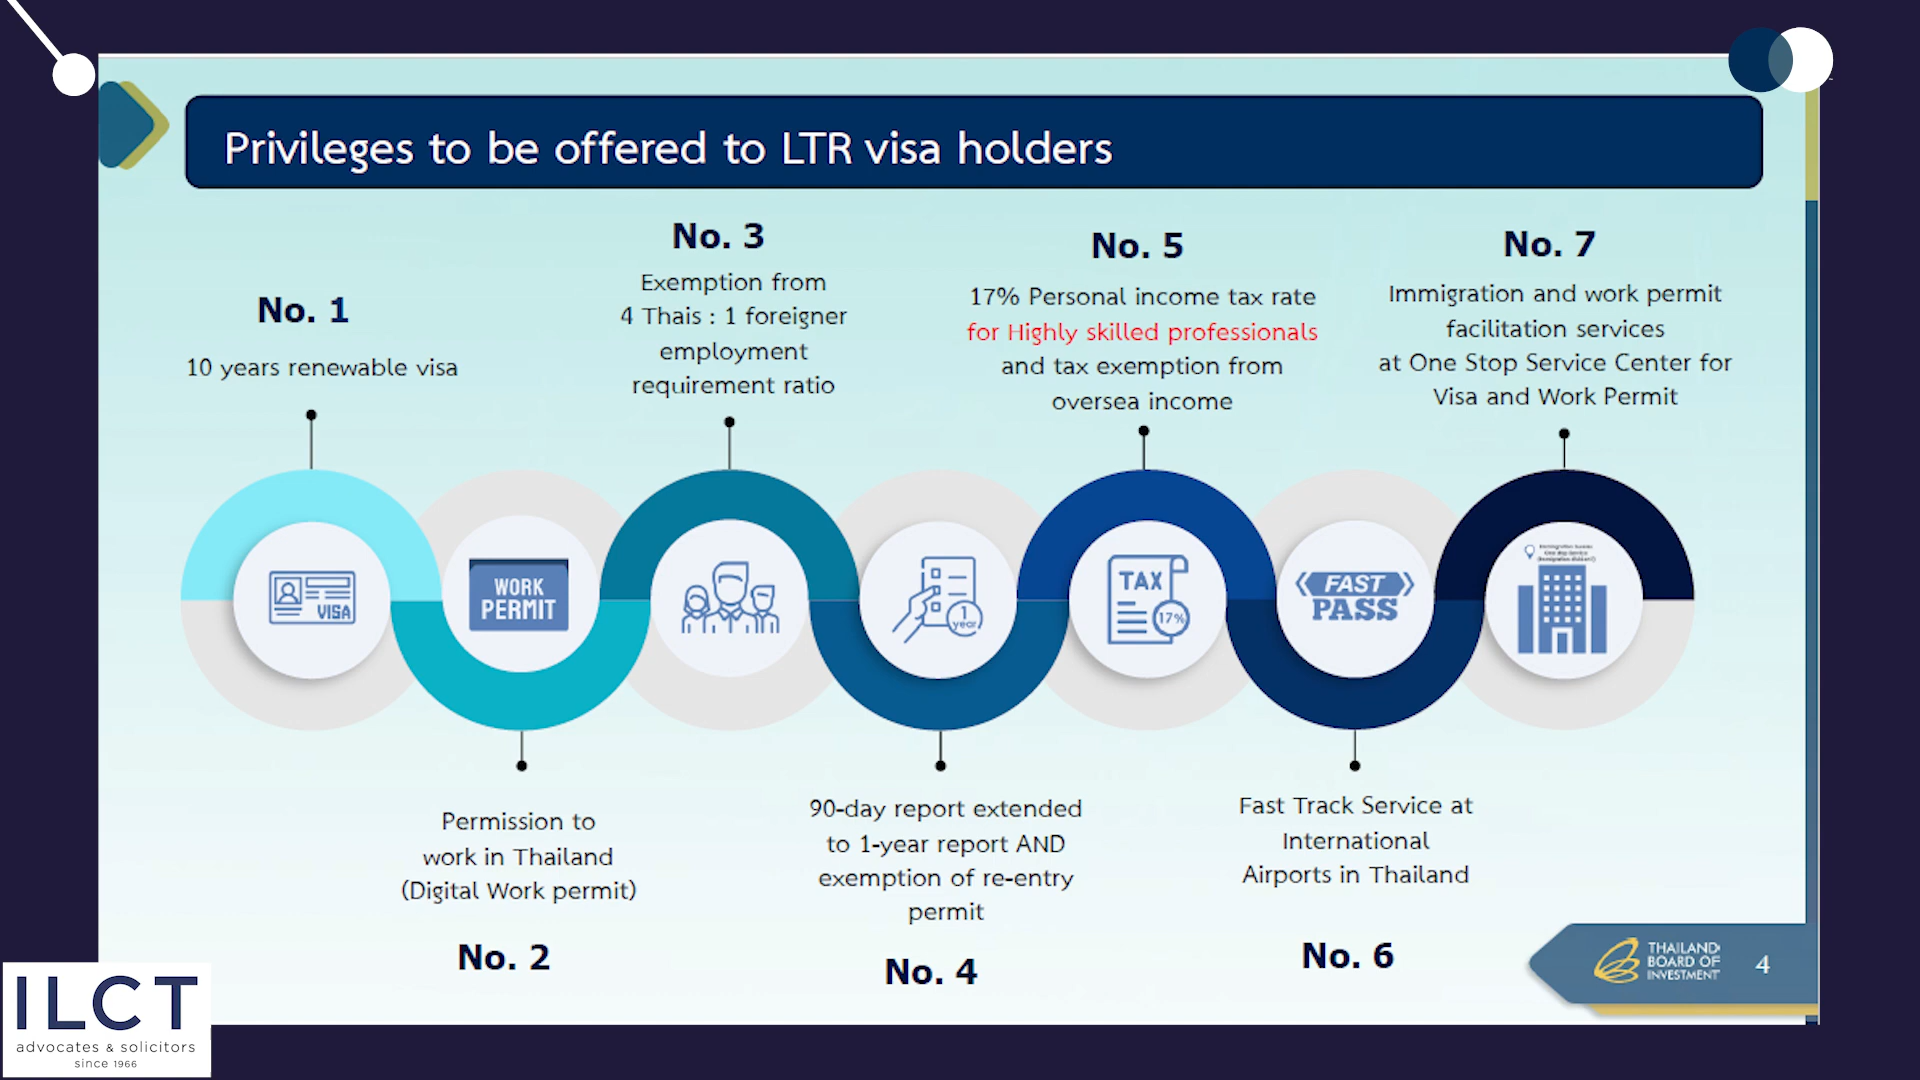 Privileges to be offered to LTR visa holders
No. 1
10 years renewable visa
No. 3
Exemption from
4 Thais : 1 foreigner
employment
requirement ratio
No. 5
17% Personal income tax rate
for Highly skilled professionals
and tax exemption from
oversea income
No. 7
Immigration and work permit
facilitation services
at One Stop Service Center for
Visa and Work Permit
VISA
WORK
PERMIT
1
year
TAX
17%
FAST
PASS
Permission to
work in Thailand
(Digital Work permit)
No. 2
90-day report extended
to 1-year report AND
exemption of re-entry
permit
No. 4
Fast Track Service at
International
Airports in Thailand
No. 6
THAILAND
BOARD OF
INVESTMENT
4
ILCT
advocates & solicitors
since 1966